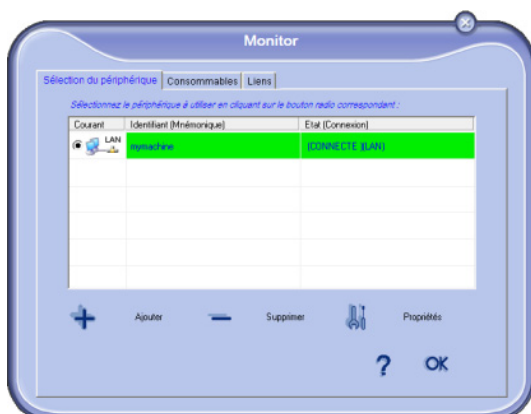 Monitor
Sélection du périphérique Consommables Liens
Sélectionnez le périphérique à utiliser en cliquant sur le bouton radio correspondant :
Courant Identifiant (Mnémonique) Etat (Connexion)
LAN mymachine (CONNECTE )(LAN)
Ajouter Supprimer Propriétés
? OK